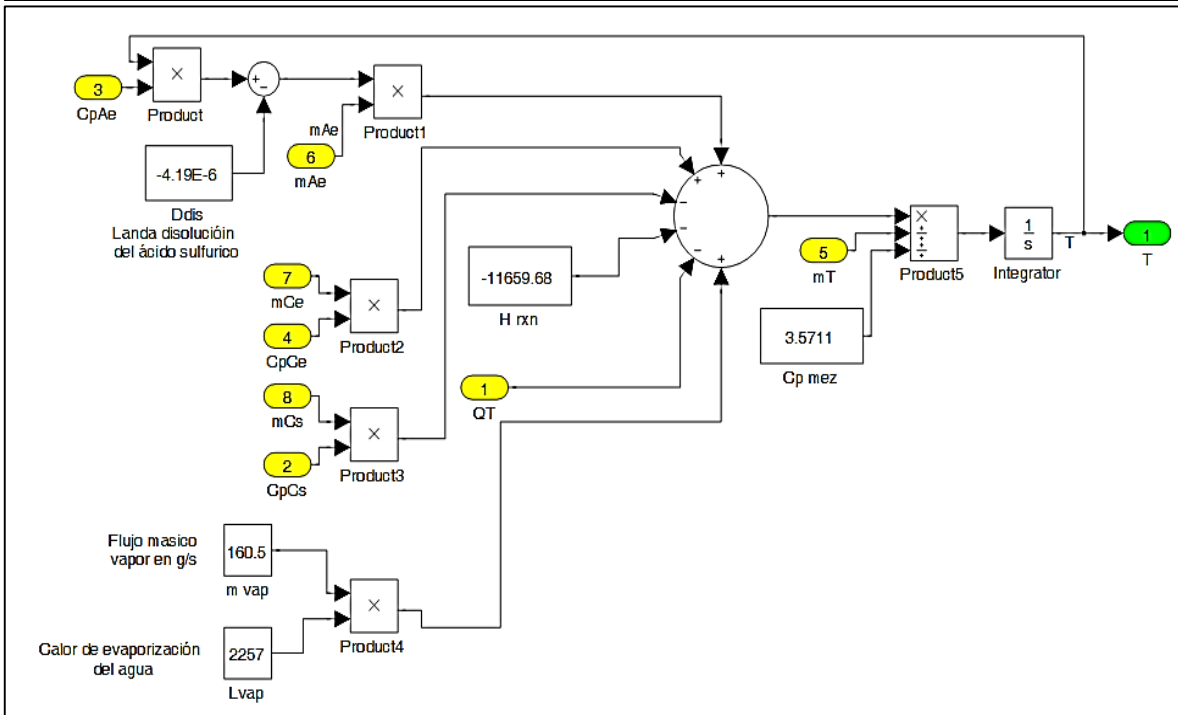 3
CpAe
×
Product
+
−
×
Product1
mAe
6
mAe
-4.19E-6
Ddis
Landa disolucióin
del ácido sulfurico
7
mCe
4
CpCe
×
Product2
8
mCs
2
CpCs
×
Product3
-11659.68
H rxn
1
QT
+
+
−
−
−
+
5
mT
3.5711
Cp mez
×
÷
÷
Product5
1
s
Integrator
T
1
T
Flujo masico
vapor en g/s
160.5
m vap
×
Product4
Calor de evaporización
del agua
2257
Lvap